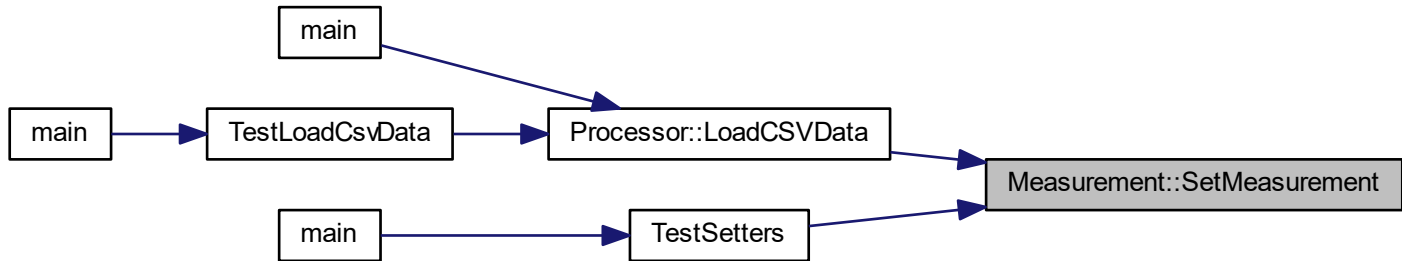 main
main
TestLoadCsvData
Processor::LoadCSVData
Measurement::SetMeasurement
main
TestSetters